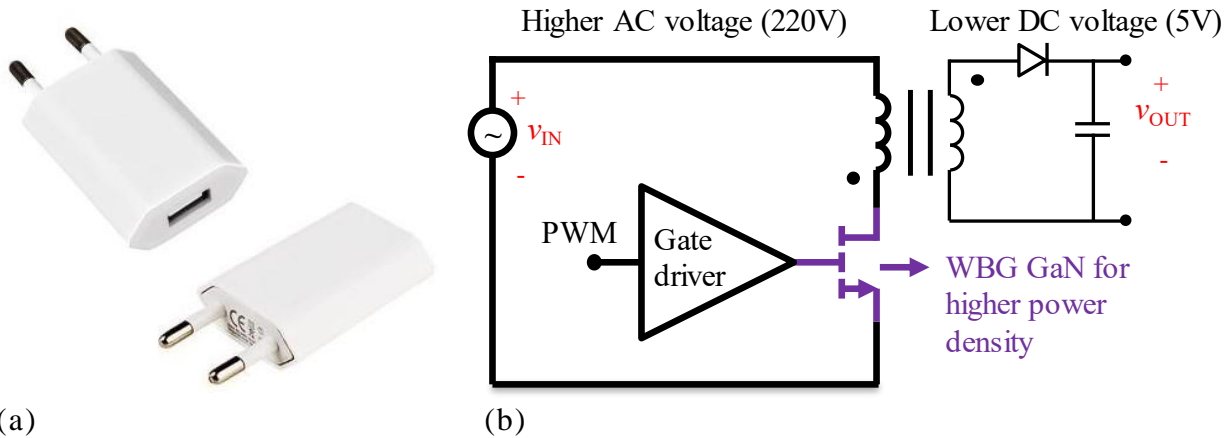 Higher AC voltage (220V)
Lower DC voltage (5V)
+
~
vIN
-
+
vOUT
-
PWM
Gate
driver
WBG GaN for
higher power
density
CE
(a)
(b)